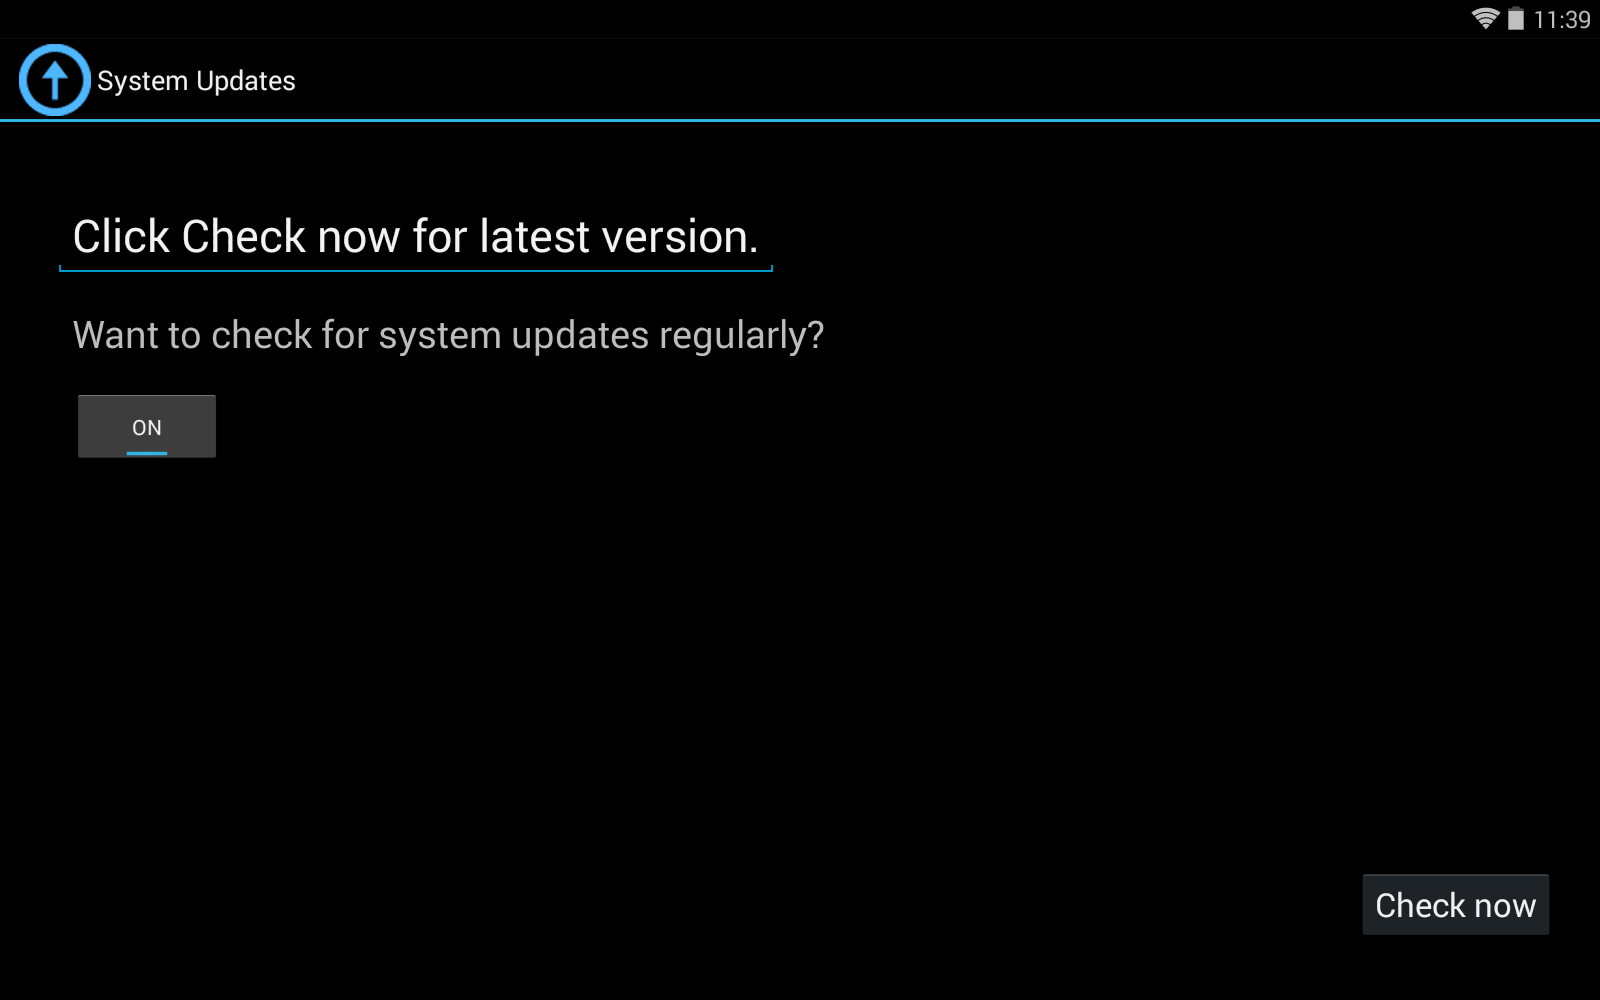 11:39
System Updates
Click Check now for latest version.
Want to check for system updates regularly?
ON
Check now